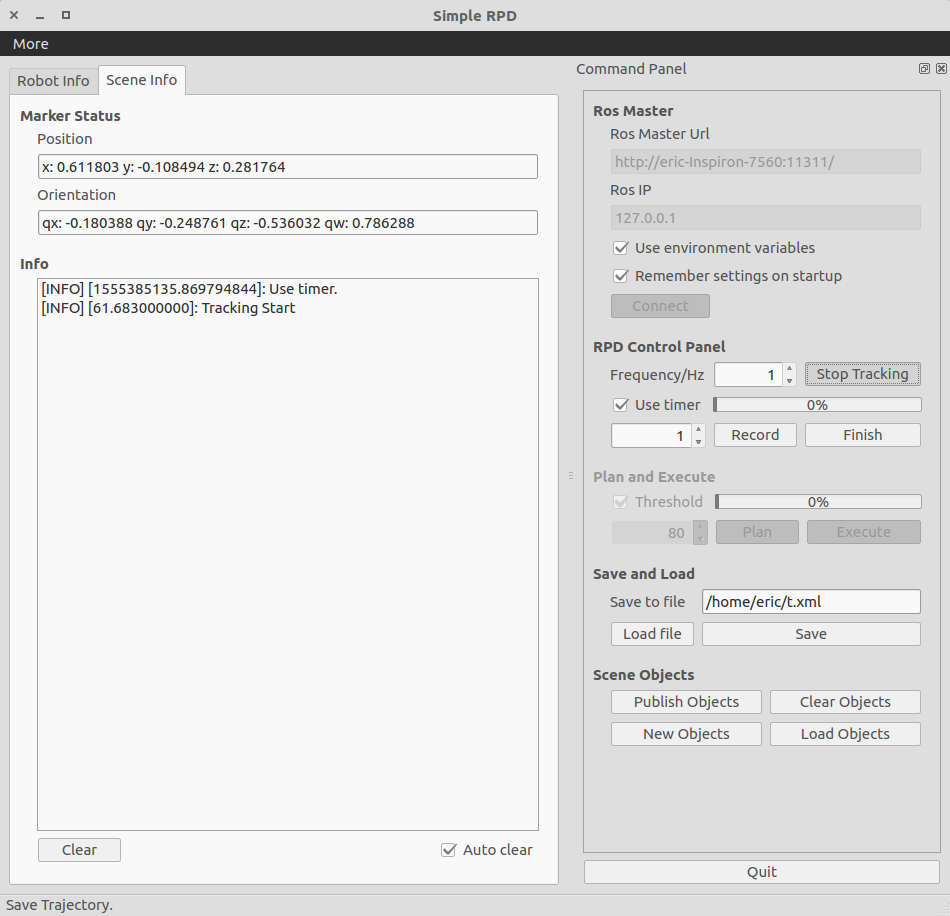 Simple RPD
More
Robot Info
Scene Info
Marker Status
Position
x: 0.611803 y: -0.108494 z: 0.281764
Orientation
qx: -0.180388 qy: -0.248761 qz: -0.536032 qw: 0.786288
Info
[INFO] [1555385135.869794844]: Use timer.
[INFO] [61.683000000]: Tracking Start
Clear
Auto clear
Command Panel
Ros Master
Ros Master Url
http://eric-Inspiron-7560:11311/
Ros IP
127.0.0.1
Use environment variables
Remember settings on startup
Connect
RPD Control Panel
Frequency/Hz 1 Stop Tracking
Use timer 0%
1 Record Finish
Plan and Execute
Threshold 0%
80 Plan Execute
Save and Load
Save to file /home/eric/t.xml
Load file Save
Scene Objects
Publish Objects Clear Objects
New Objects Load Objects
Quit
Save Trajectory.